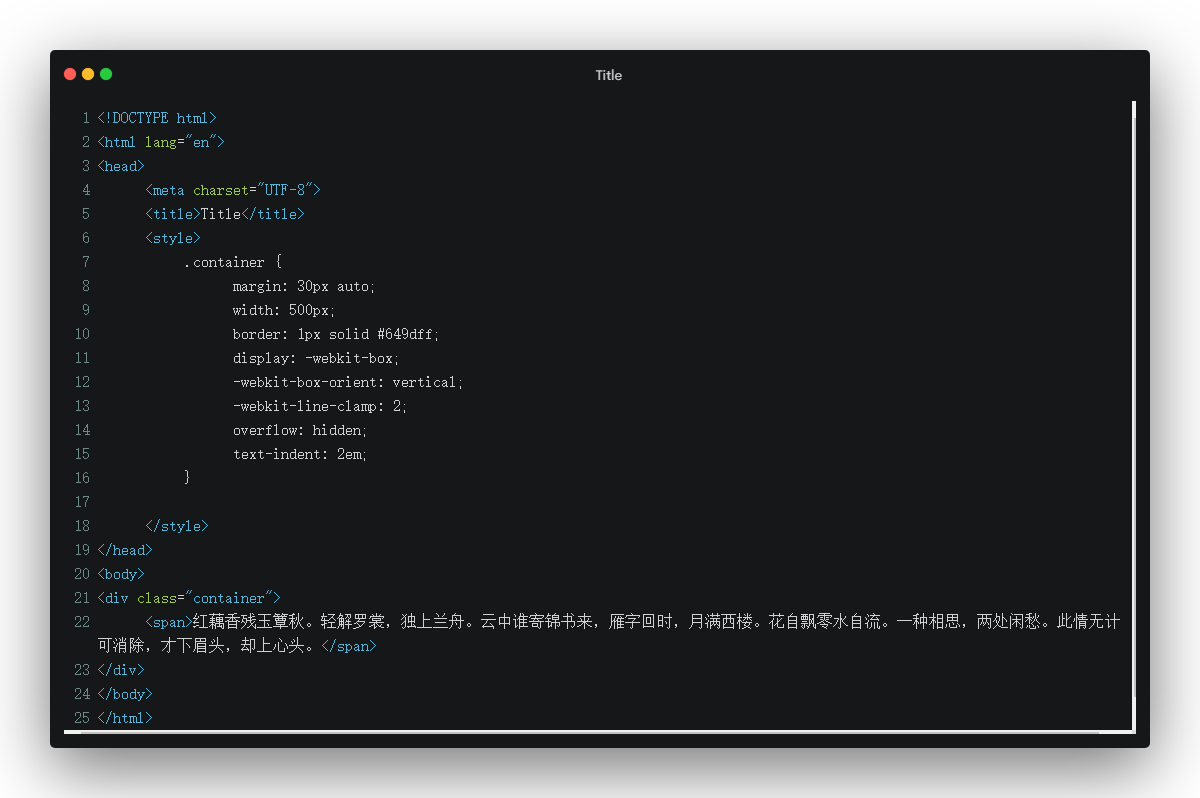 Title
1 <!DOCTYPE html>
2 <html lang="en">
3 <head>
4 <meta charset="UTF-8">
5 <title>Title</title>
6 <style>
7 .container {
8 margin: 30px auto;
9 width: 500px;
10 border: 1px solid #649dff;
11 display: -webkit-box;
12 -webkit-box-orient: vertical;
13 -webkit-line-clamp: 2;
14 overflow: hidden;
15 text-indent: 2em;
16 }
17
18 </style>
19 </head>
20 <body>
21 <div class="container">
22 <span>红藕香残玉簟秋。轻解罗裳，独上兰舟。云中谁寄锦书来，雁字回时，月满西楼。花自飘零水自流。一种相思，两处闲愁。此情无计
可消除，才下眉头，却上心头。</span>
23 </div>
24 </body>
25 </html>